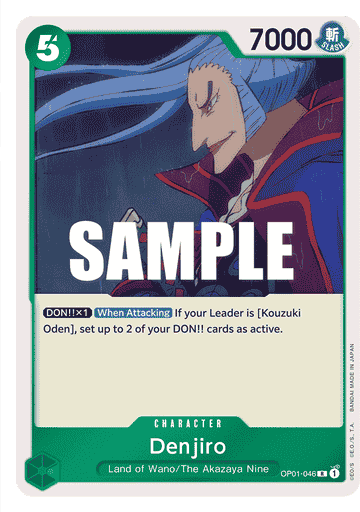 5
7000
斬
SLASH
SAMPLE
DON!!×1 When Attacking If your Leader is [Kouzuki
Oden], set up to 2 of your DON!! cards as active.
CHARACTER
Denjiro
Land of Wano/The Akazaya Nine
OP01-046 R 1
©E.O/S ©E.O./S., T.A. BANDAI MADE IN JAPAN